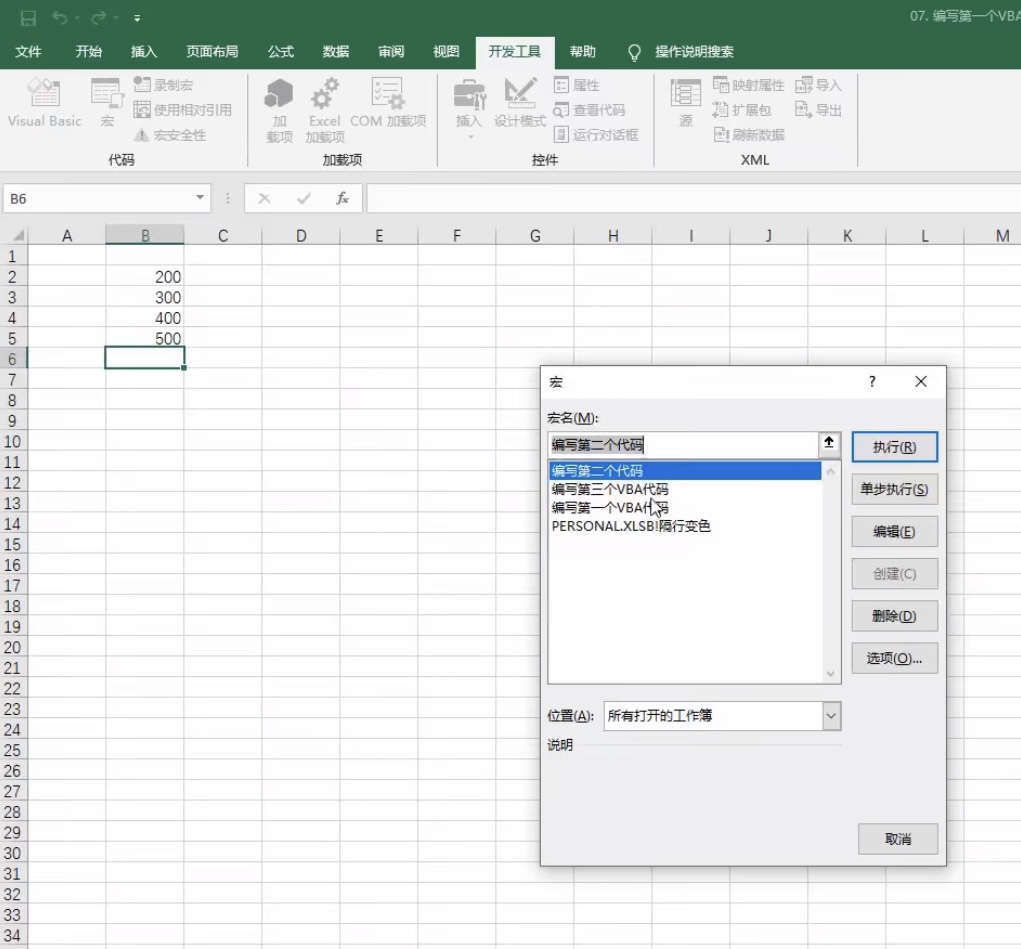 07. 编写第一个VBA
文件 开始 插入 页面布局 公式 数据 审阅 视图 开发工具 帮助 操作说明搜索
Visual Basic
宏
录制宏
使用相对引用
宏安全性
代码
加载项
Excel 加载项
COM 加载项
加载项
插入
设计模式
属性
查看代码
运行对话框
控件
源
映射属性
扩展包
刷新数据
导入
导出
XML
B6
fx
A B C D E F G H I J K L M
1
2 200
3 300
4 400
5 500
6
7
8
9
10
11
12
13
14
15
16
17
18
19
20
21
22
23
24
25
26
27
28
29
30
31
32
33
34
宏 ?
宏名(M):
编写第二个代码
编写第二个代码
编写第三个VBA代码
编写第一个VBA代码
PERSONAL.XLSB!隔行变色
执行(R)
单步执行(S)
编辑(E)
创建(C)
删除(D)
选项(O)...
位置(A): 所有打开的工作簿
说明
取消